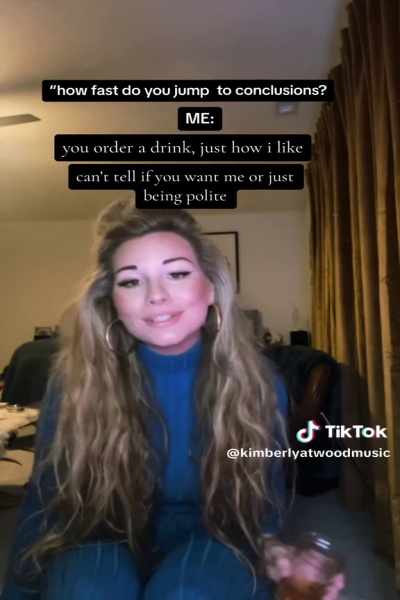 “how fast do you jump to conclusions?
ME:
you order a drink, just how i like
can't tell if you want me or just
being polite
TikTok
@kimberlyatwoodmusic